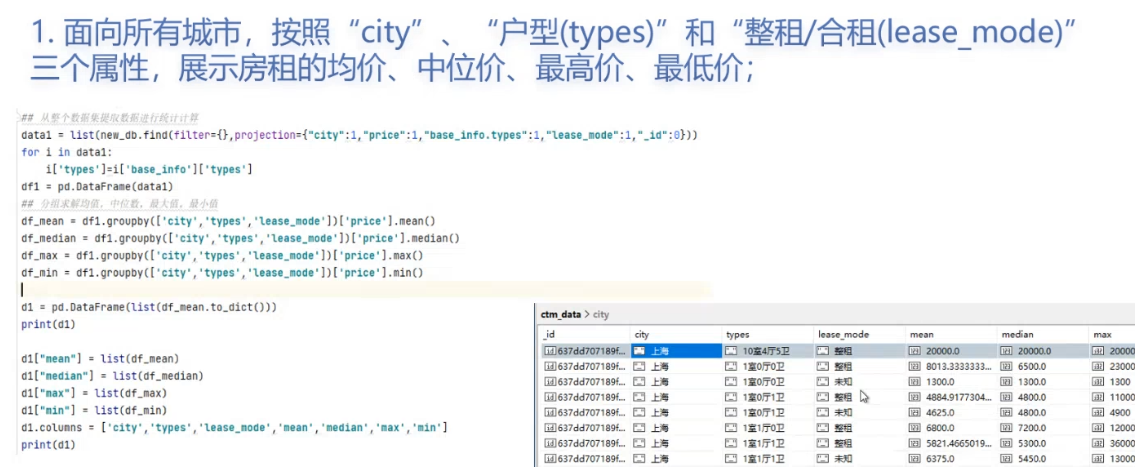 1. 面向所有城市，按照“city”、“户型(types)”和“整租/合租(lease_mode)”
三个属性，展示房租的均价、中位价、最高价、最低价；
## 从整个数据集提取数据进行统计计算
data1 = list(new_db.find(filter={},projection={"city":1,"price":1,"base_info.types":1,"lease_mode":1,"_id":0}))
for i in data1:
i['types']=i['base_info']['types']
df1 = pd.DataFrame(data1)
## 分组求解均值，中位数，最大值，最小值
df_mean = df1.groupby(['city','types','lease_mode'])['price'].mean()
df_median = df1.groupby(['city','types','lease_mode'])['price'].median()
df_max = df1.groupby(['city','types','lease_mode'])['price'].max()
df_min = df1.groupby(['city','types','lease_mode'])['price'].min()
d1 = pd.DataFrame(list(df_mean.to_dict()))
print(d1)
d1["mean"] = list(df_mean)
d1["median"] = list(df_median)
d1["max"] = list(df_max)
d1["min"] = list(df_min)
d1.columns = ['city','types','lease_mode','mean','median','max','min']
print(d1)
ctm_data > city
_id city types lease_mode mean median max
637dd707189f... 上海 10室4厅5卫 整租 20000.0 20000.0 20000
637dd707189f... 上海 1室0厅0卫 整租 8013.3333333... 6500.0 23000
637dd707189f... 上海 1室0厅0卫 未知 1300.0 1300.0 1300
637dd707189f... 上海 1室0厅1卫 整租 4884.9177304... 4800.0 11000
637dd707189f... 上海 1室0厅1卫 未知 4625.0 4800.0 4900
637dd707189f... 上海 1室1厅0卫 整租 6800.0 7200.0 12000
637dd707189f... 上海 1室1厅1卫 整租 5821.4665019... 5300.0 36000
637dd707189f... 上海 1室1厅1卫 未知 6375.0 5450.0 13000